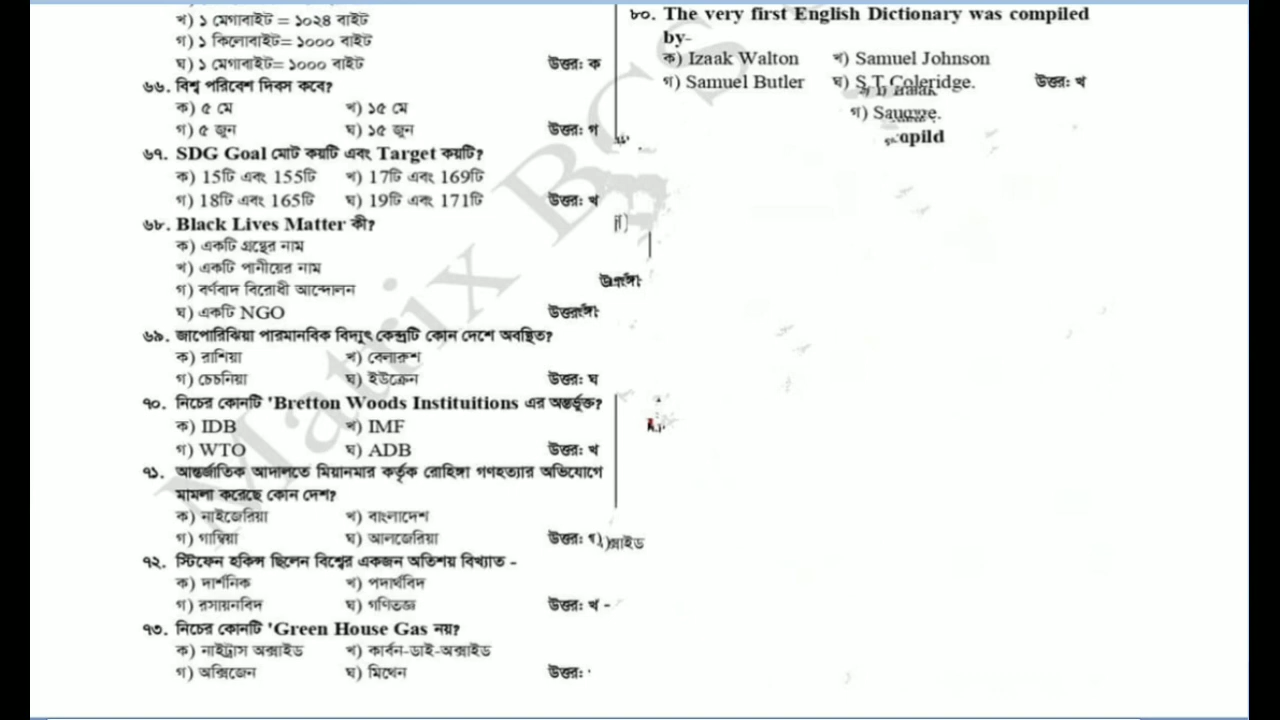 খ) ১ মেগাবাইট = ১০২৪ বাইট
গ) ১ কিলোবাইট= ১০০০ বাইট
ঘ) ১ মেগাবাইট= ১০০০ বাইট উত্তর: ক
৬৬. বিশ্ব পরিবেশ দিবস কবে?
ক) ৫ মে খ) ১৫ মে
গ) ৫ জুন ঘ) ১৫ জুন উত্তর: গ
৬৭. SDG Goal মোট কয়টি এবং Target কয়টি?
ক) 15টি এবং 155টি খ) 17টি এবং 169টি
গ) 18টি এবং 165টি ঘ) 19টি এবং 171টি উত্তর: খ
৬৮. Black Lives Matter কী?
ক) একটি গ্রন্থের নাম
খ) একটি পানীয়ের নাম
গ) বর্ণবাদ বিরোধী আন্দোলন
ঘ) একটি NGO
৬৯. জাপোরিঝিয়া পারমানবিক বিদ্যুৎ কেন্দ্রটি কোন দেশে অবস্থিত?
ক) রাশিয়া খ) বেলারুশ
গ) চেচনিয়া ঘ) ইউক্রেন উত্তর: ঘ
৭০. নিচের কোনটি 'Bretton Woods Instituitions এর অন্তর্ভূক্ত?
ক) IDB খ) IMF
গ) WTO ঘ) ADB উত্তর: খ
৭১. আন্তর্জাতিক আদালতে মিয়ানমার কর্তৃক রোহিঙ্গা গণহত্যার অভিযোগে
মামলা করেছে কোন দেশ?
ক) নাইজেরিয়া খ) বাংলাদেশ
গ) গাম্বিয়া ঘ) আলজেরিয়া উত্তর: গ
৭২. স্টিফেন হকিন্স ছিলেন বিশ্বের একজন অতিশয় বিখ্যাত -
ক) দার্শনিক খ) পদার্থবিদ
গ) রসায়নবিদ ঘ) গণিতজ্ঞ উত্তর: খ -
৭৩. নিচের কোনটি 'Green House Gas নয়?
ক) নাইট্রাস অক্সাইড খ) কার্বন-ডাই-অক্সাইড
গ) অক্সিজেন ঘ) মিথেন উত্তর:
৮০. The very first English Dictionary was compiled
by-
ক) Izaak Walton খ) Samuel Johnson
গ) Samuel Butler ঘ) S.T. Coleridge. উত্তর: খ
Matrix BCS